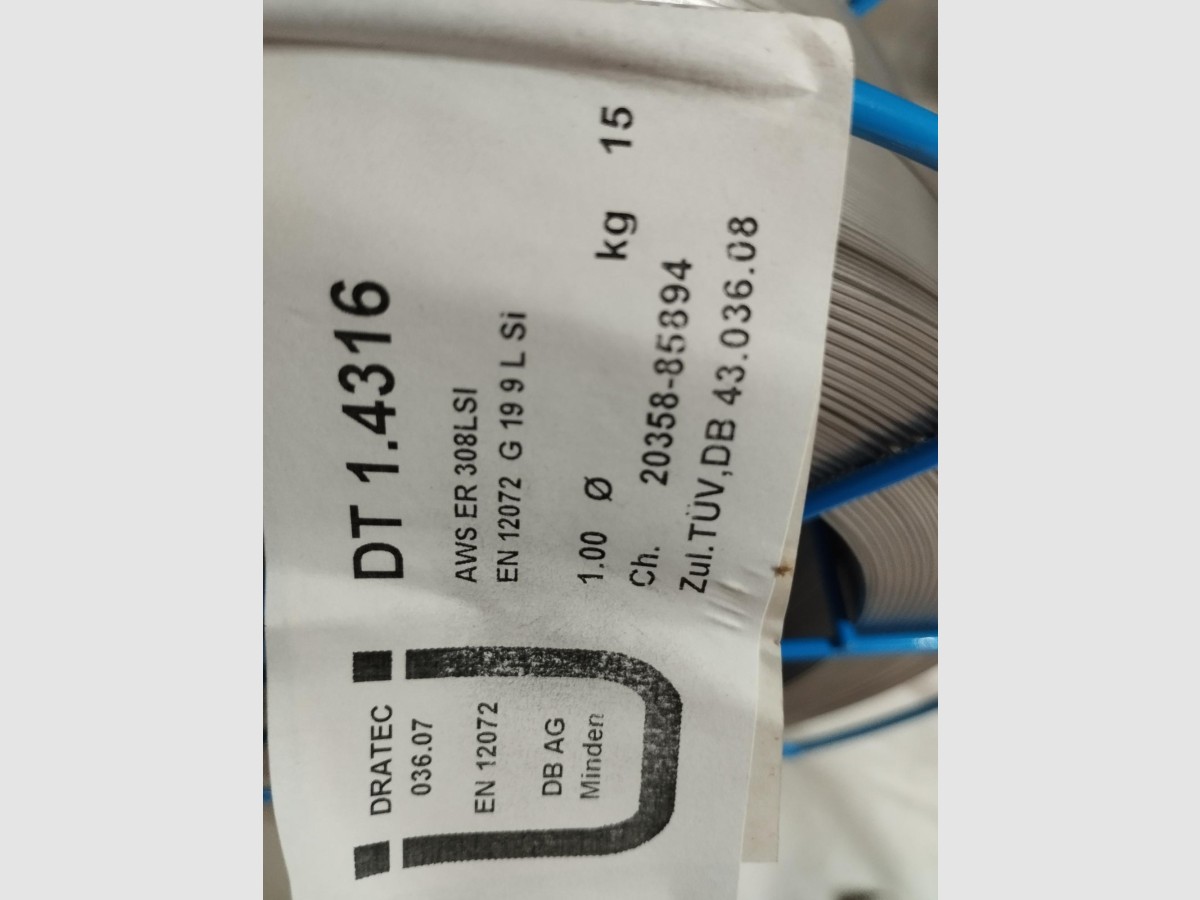 DT 1.4316
AWS ER 308LSI
EN 12072 G 19 9 L Si
1.00 Ø kg 15
Ch. 20358-85894
Zul.TÜV,DB 43.036.08
DRATEC
036.07
EN 12072
DB AG
Minden